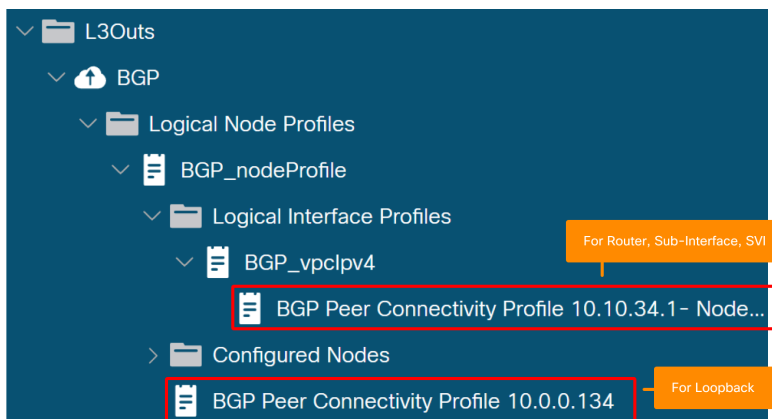 L3Outs
BGP
Logical Node Profiles
BGP_nodeProfile
Logical Interface Profiles
For Router, Sub-Interface, SVI
BGP_vpcIpv4
BGP Peer Connectivity Profile 10.10.34.1- Node...
Configured Nodes
For Loopback
BGP Peer Connectivity Profile 10.0.0.134